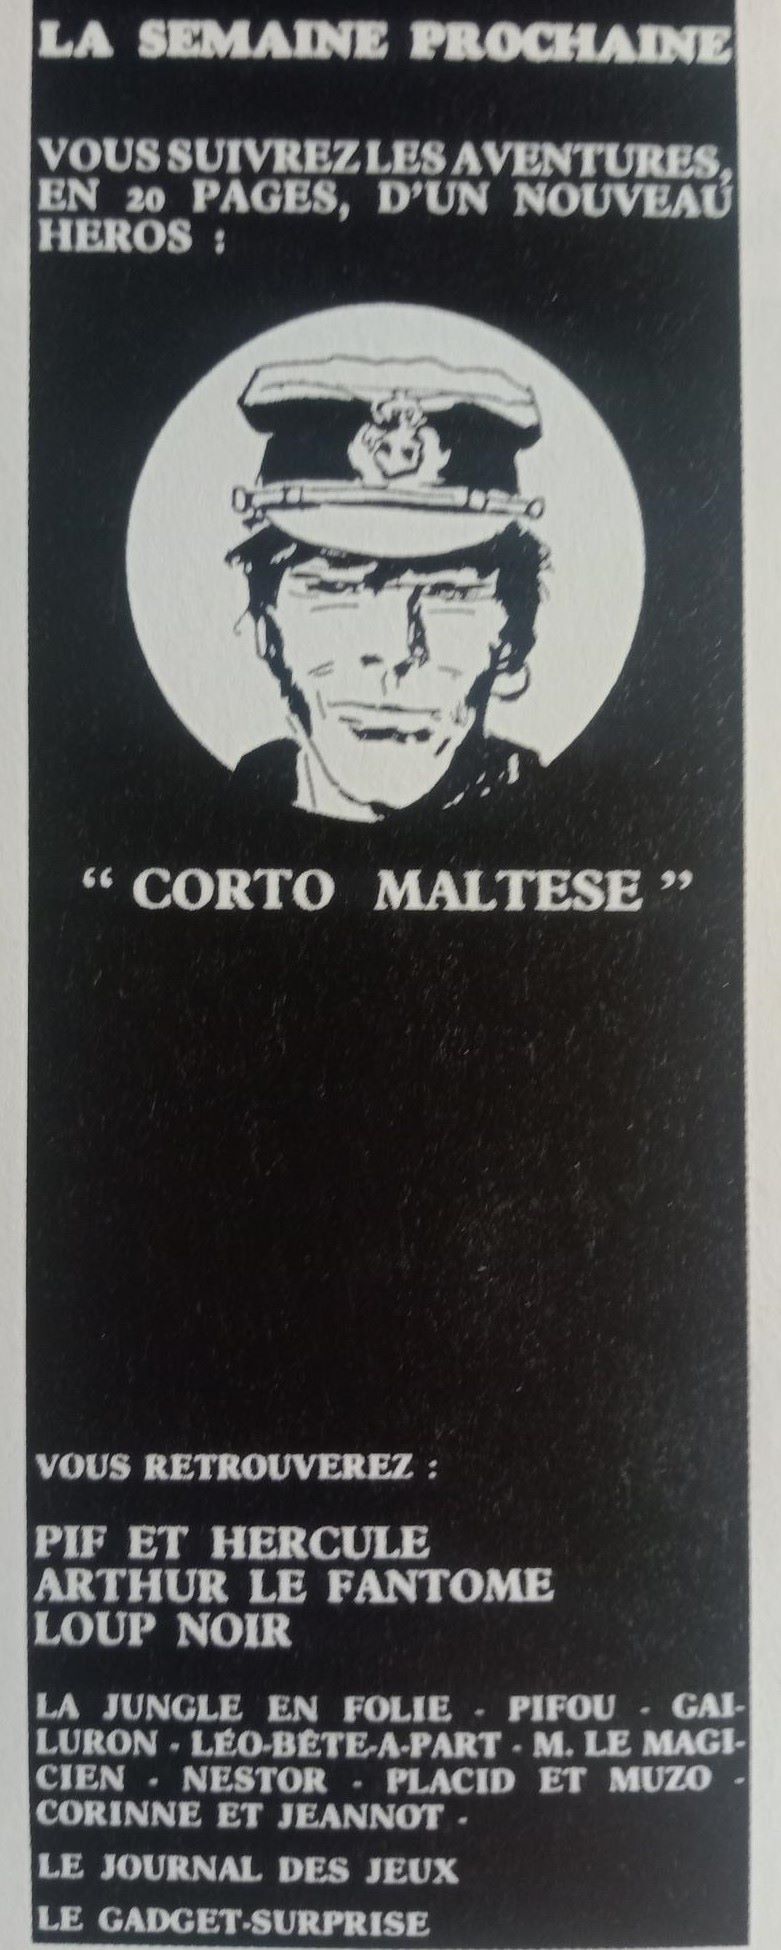 LA SEMAINE PROCHAINE
VOUS SUIVREZ LES AVENTURES,
EN 20 PAGES, D'UN NOUVEAU
HEROS :
“ CORTO MALTESE ”
VOUS RETROUVEREZ :
PIF ET HERCULE
ARTHUR LE FANTOME
LOUP NOIR
LA JUNGLE EN FOLIE - PIFOU - GAI-
LURON - LÉO-BÊTE-A-PART - M. LE MAGI-
CIEN - NESTOR - PLACID ET MUZO -
CORINNE ET JEANNOT -
LE JOURNAL DES JEUX
LE GADGET-SURPRISE